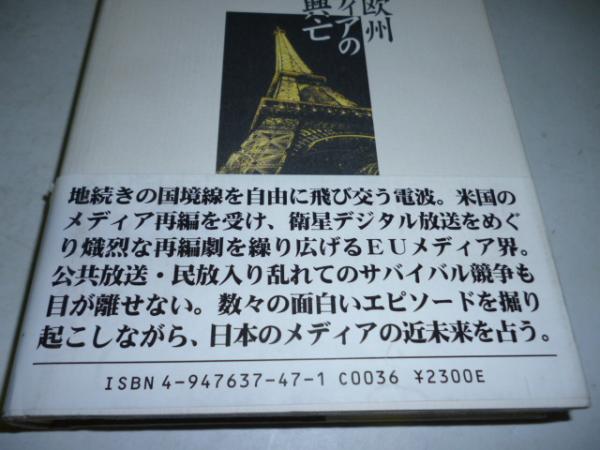 欧州
ィアの
興亡
地続きの国境線を自由に飛び交う電波。米国の
メディア再編を受け、衛星デジタル放送をめぐ
り熾烈な再編劇を繰り広げるEUメディア界。
公共放送・民放入り乱れてのサバイバル競争も
目が離せない。数々の面白いエピソードを掘り
起こしながら、日本のメディアの近未来を占う。
ISBN4-947637-47-1 C0036 ¥2300E